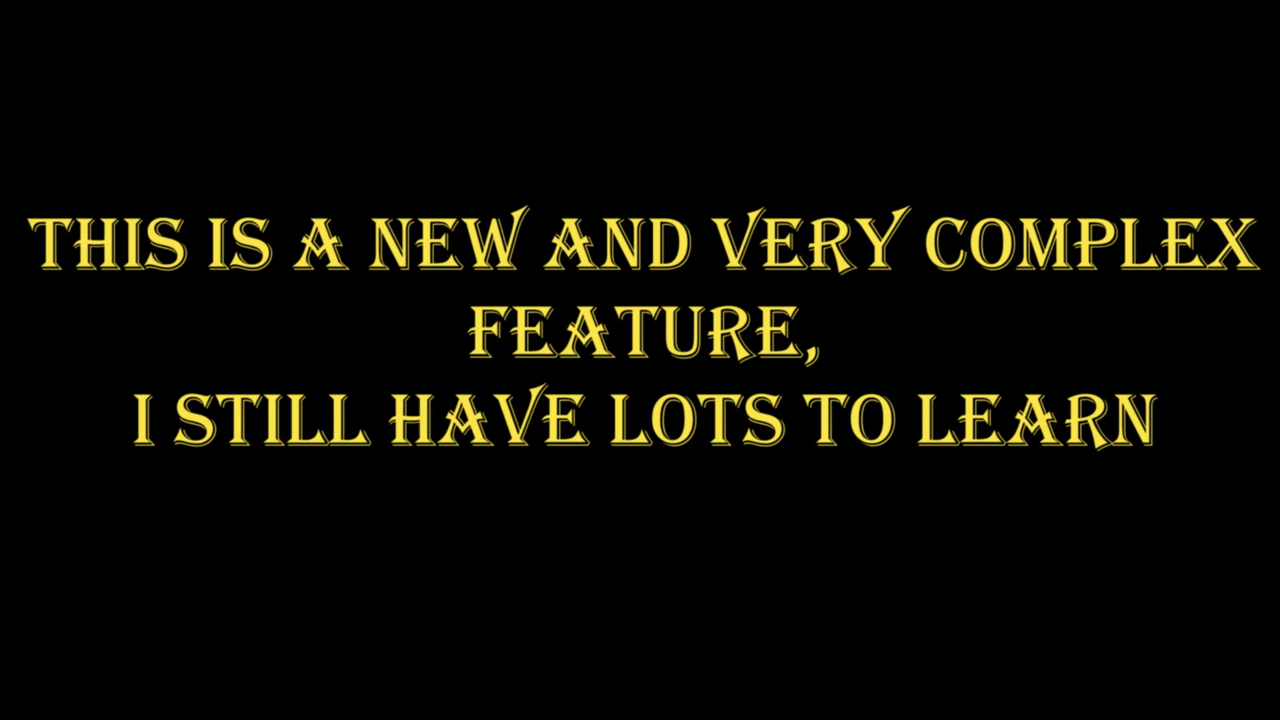 THIS IS A NEW AND VERY COMPLEX
FEATURE,
I STILL HAVE LOTS TO LEARN